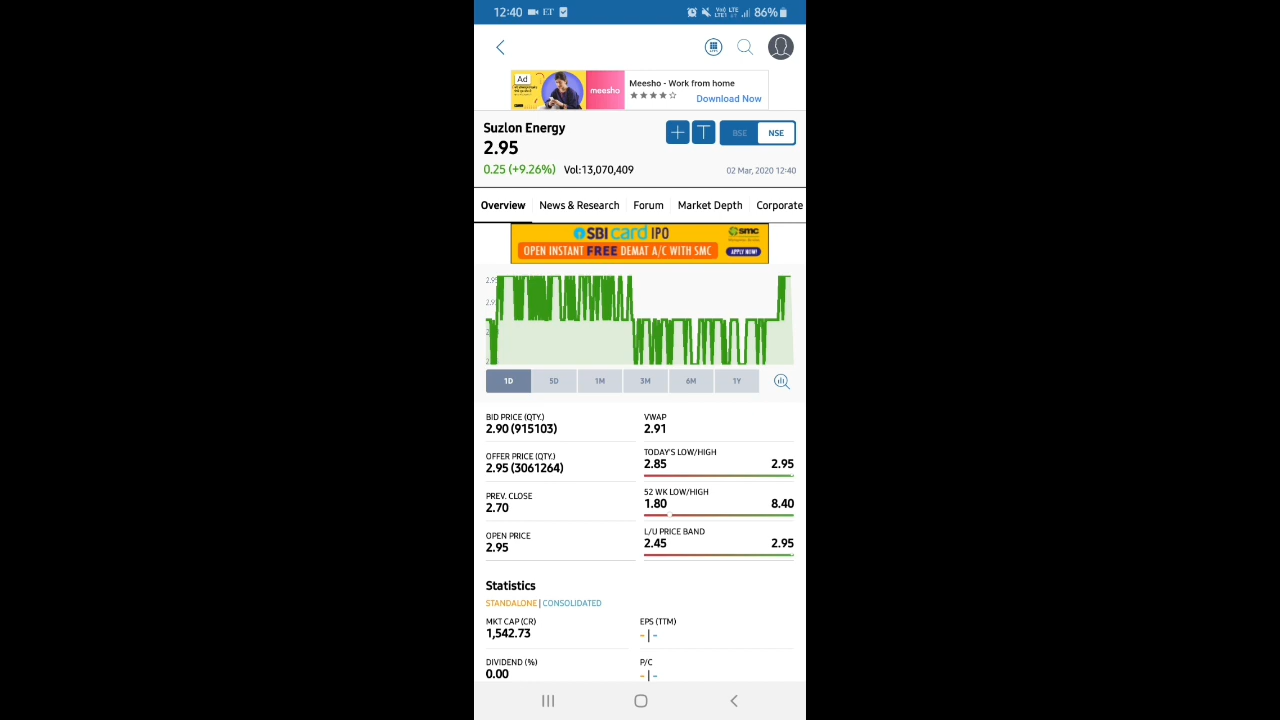 12:40 ET 86%
Ad
meesho
Meesho - Work from home
Download Now
Suzlon Energy
2.95
BSE NSE
0.25 (+9.26%) Vol:13,070,409
02 Mar, 2020 12:40
Overview News & Research Forum Market Depth Corporate
SBI card IPO
smc
OPEN INSTANT FREE DEMAT A/C WITH SMC
APPLY NOW!
1D 5D 1M 3M 6M 1Y
BID PRICE (QTY.) VWAP
2.90 (915103) 2.91
OFFER PRICE (QTY.) TODAY'S LOW/HIGH
2.95 (3061264) 2.85 2.95
PREV. CLOSE 52 WK LOW/HIGH
2.70 1.80 8.40
OPEN PRICE L/U PRICE BAND
2.95 2.45 2.95
Statistics
STANDALONE | CONSOLIDATED
MKT CAP (CR) EPS (TTM)
1,542.73 - | -
DIVIDEND (%) P/C
0.00 - | -